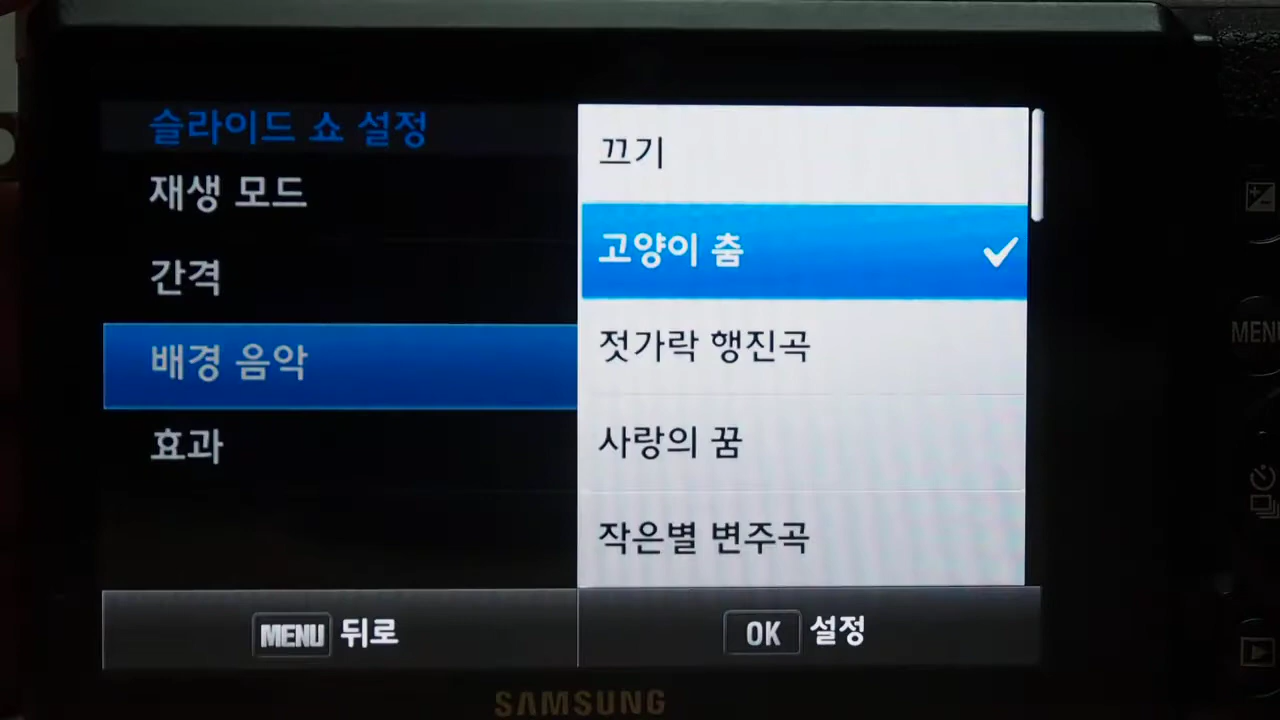 슬라이드 쇼 설정
재생 모드
간격
배경 음악
효과
끄기
고양이 춤
젓가락 행진곡
사랑의 꿈
작은별 변주곡
MENU 뒤로
OK 설정
SAMSUNG